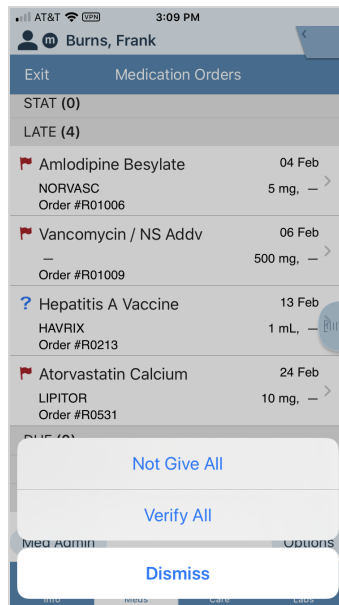 AT&T VPN 3:09 PM
m Burns, Frank
Exit Medication Orders
STAT (0)
LATE (4)
Amlodipine Besylate 04 Feb
NORVASC 5 mg, —
Order #R01006
Vancomycin / NS Addv 06 Feb
— 500 mg, —
Order #R01009
? Hepatitis A Vaccine 13 Feb
HAVRIX 1 mL, —
Order #R0213
Atorvastatin Calcium 24 Feb
LIPITOR 10 mg, —
Order #R0531
Not Give All
Verify All
Med Admin Options
Dismiss
Info Meds Care Labs